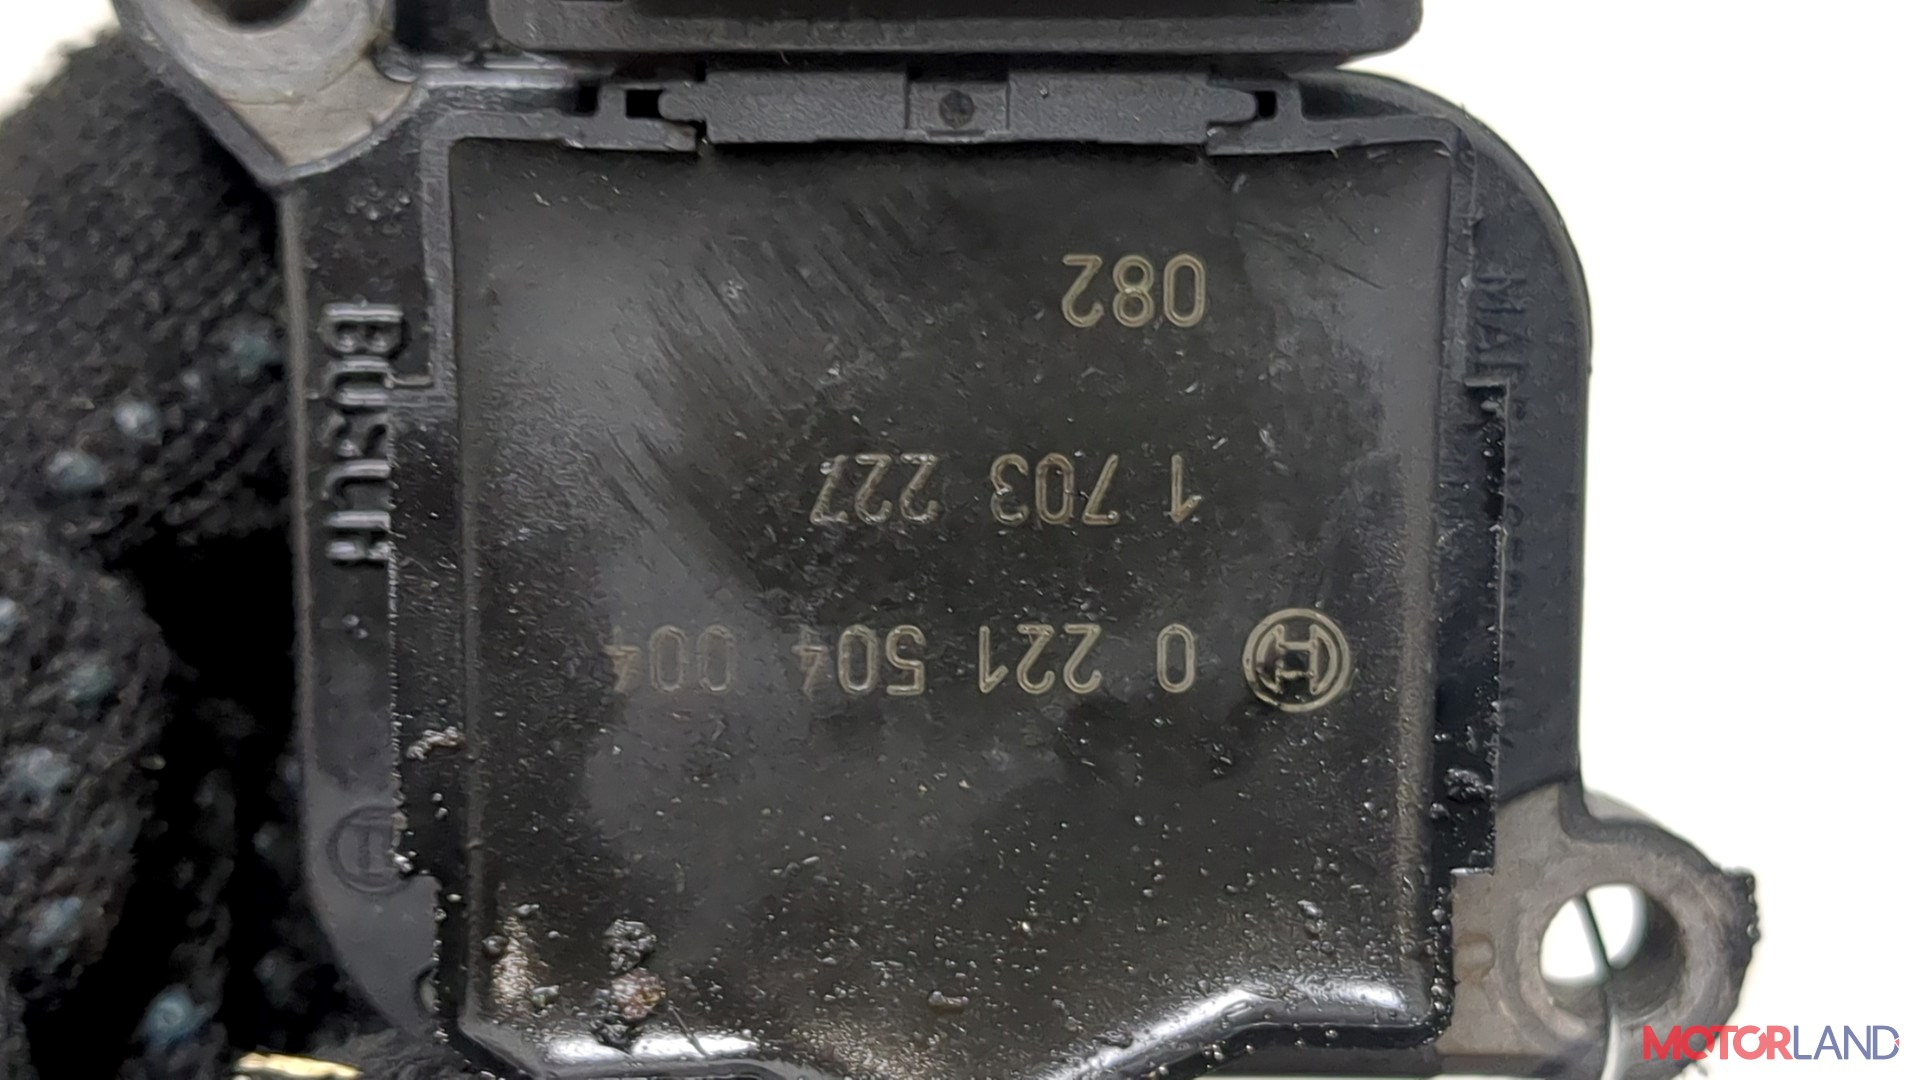 0 221 504 004
1 703 227
082
BOSCH
MOTORLAND